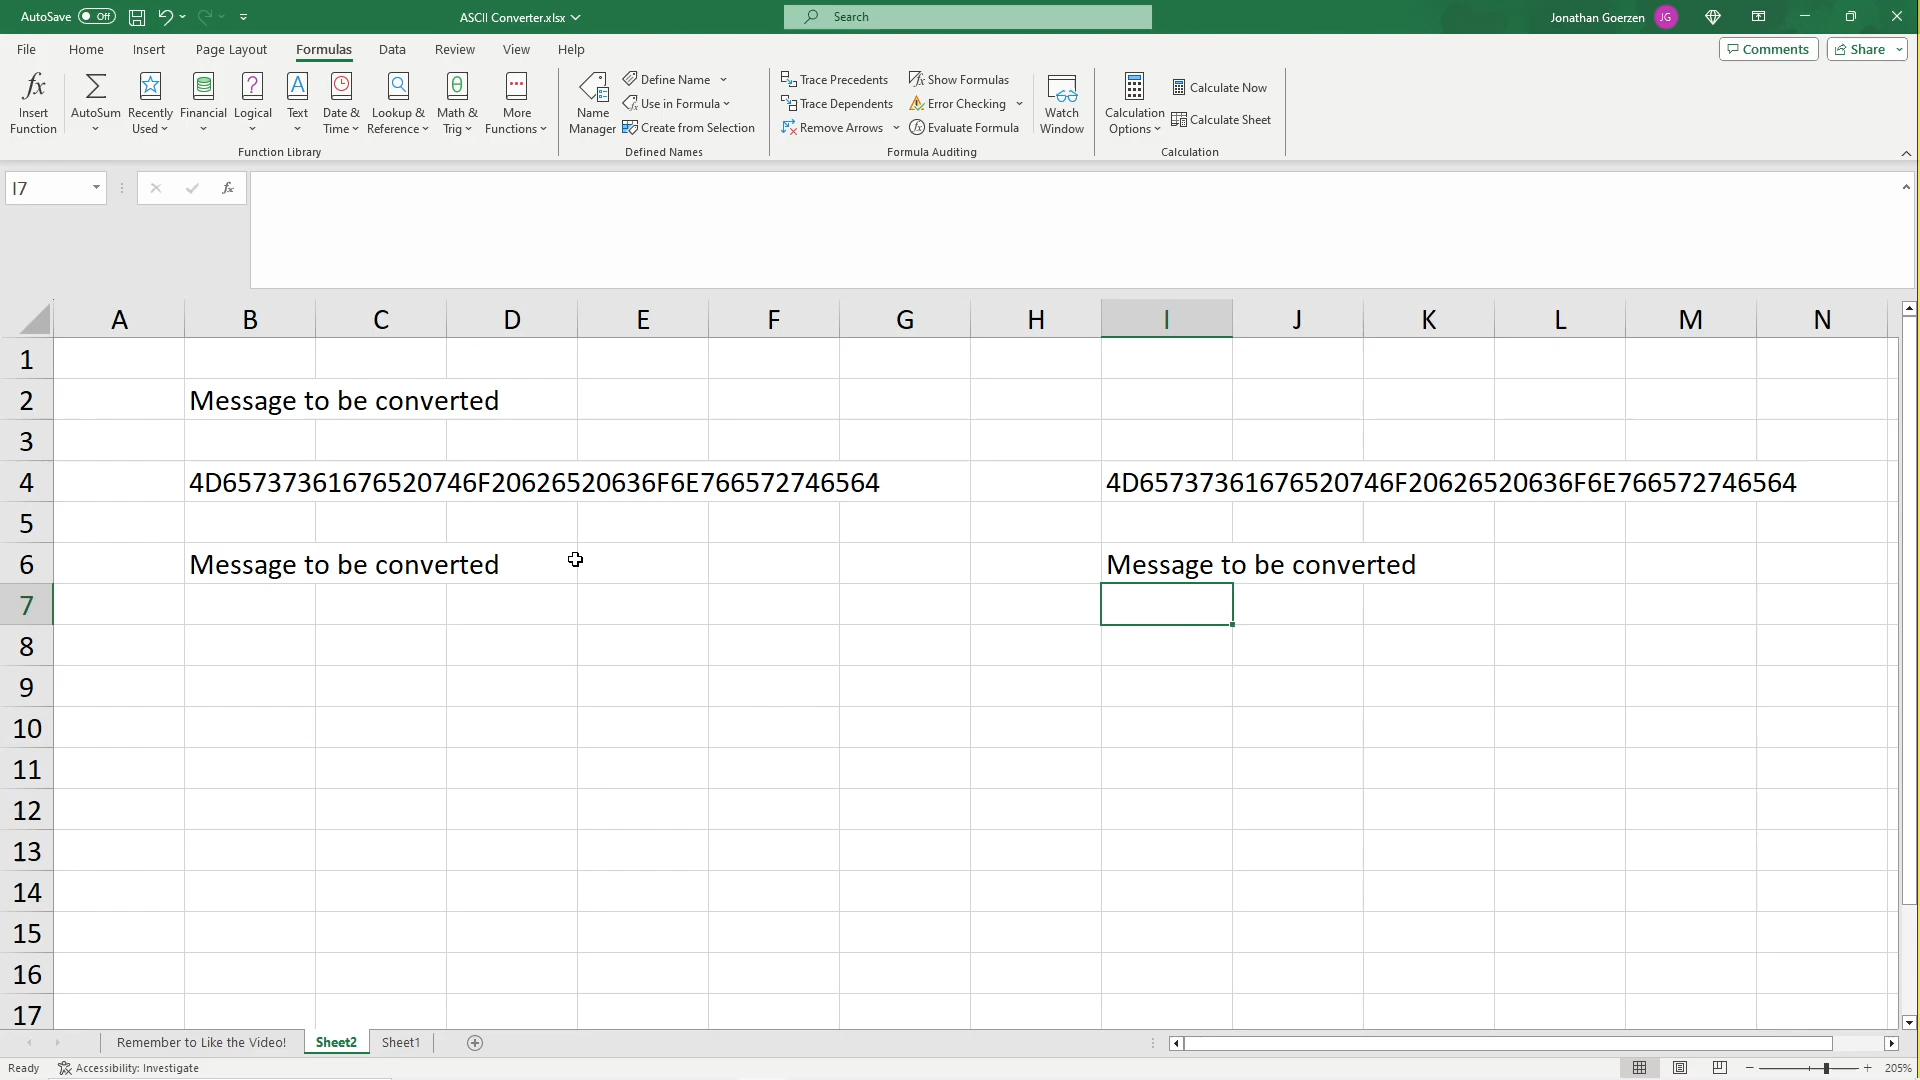 AutoSave Off
ASCII Converter.xlsx
Search
Jonathan Goerzen JG
File Home Insert Page Layout Formulas Data Review View Help
Comments Share
Insert Function
AutoSum
Recently Used
Financial
Logical
Text
Date & Time
Lookup & Reference
Math & Trig
More Functions
Function Library
Name Manager
Define Name
Use in Formula
Create from Selection
Defined Names
Trace Precedents
Trace Dependents
Remove Arrows
Show Formulas
Error Checking
Evaluate Formula
Formula Auditing
Watch Window
Calculation Options
Calculate Now
Calculate Sheet
Calculation
I7
fx
A B C D E F G H I J K L M N
1
2 Message to be converted
3
4 4D65737361676520746F20626520636F6E766572746564 4D65737361676520746F20626520636F6E766572746564
5
6 Message to be converted Message to be converted
7
8
9
10
11
12
13
14
15
16
17
Remember to Like the Video! Sheet2 Sheet1
Ready Accessibility: Investigate
205%